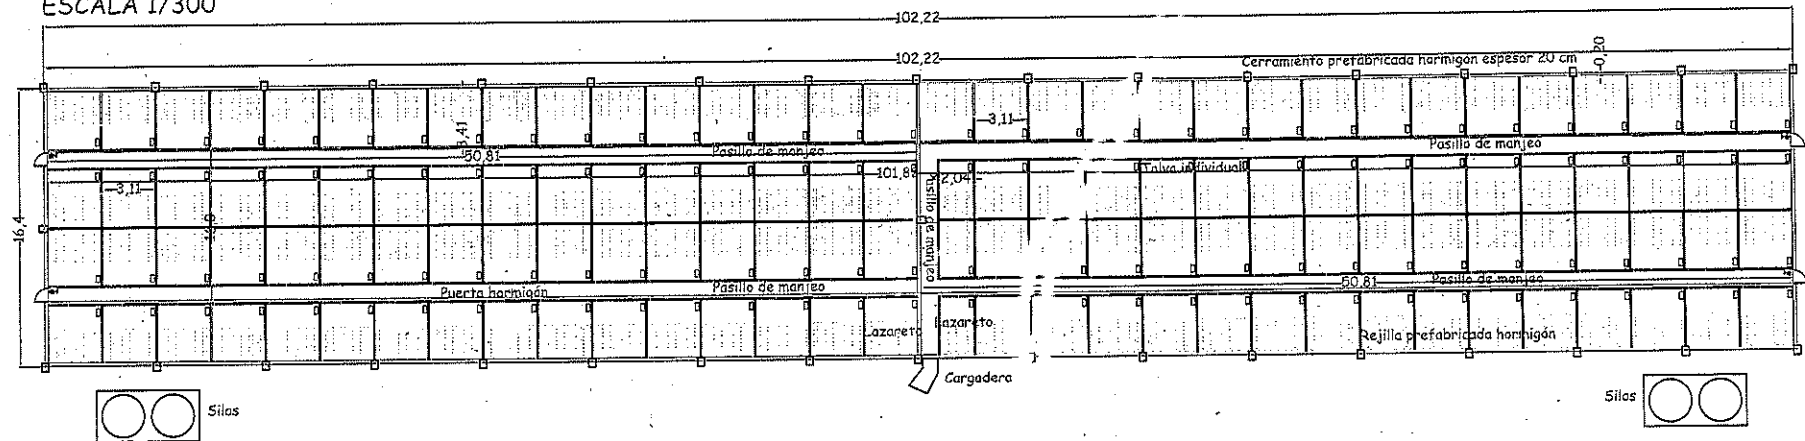 ESCALA 1/300
102,22
102,22
Cerramiento prefabricada hormigón espesor 20 cm
0,20
3,11
3,41
50,81
Pasillo de manjeo
Pasillo de manjeo
3,11
101,82
2,04
Tolva individual
16,4
Pasillo de manjeo
Puerta hormigón
Pasillo de manjeo
50,81
Pasillo de manjeo
Lazareto
Lazareto
Rejilla prefabricada hormigón
Cargadera
Silos
Silos